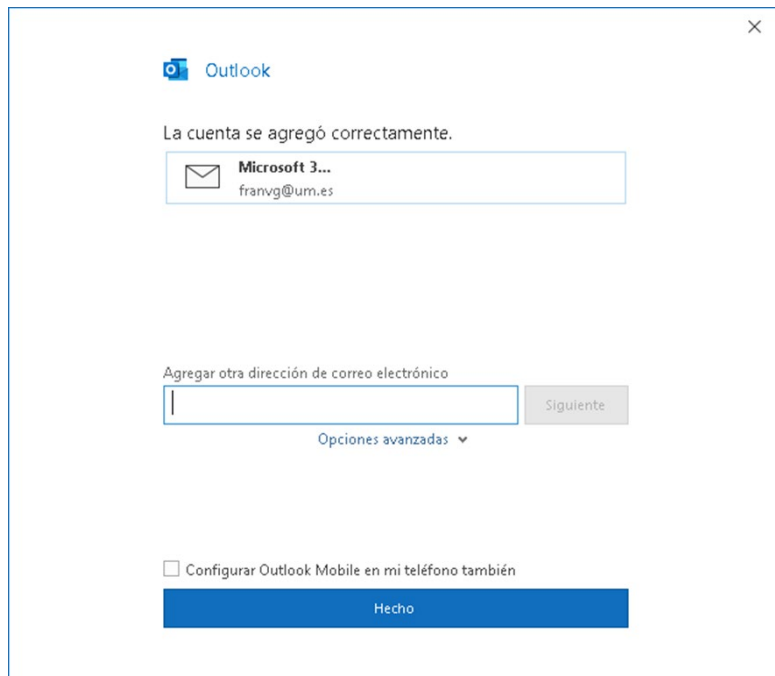 Outlook
La cuenta se agregó correctamente.
Microsoft 3...
franvg@um.es
Agregar otra dirección de correo electrónico
Siguiente
Opciones avanzadas
Configurar Outlook Mobile en mi teléfono también
Hecho